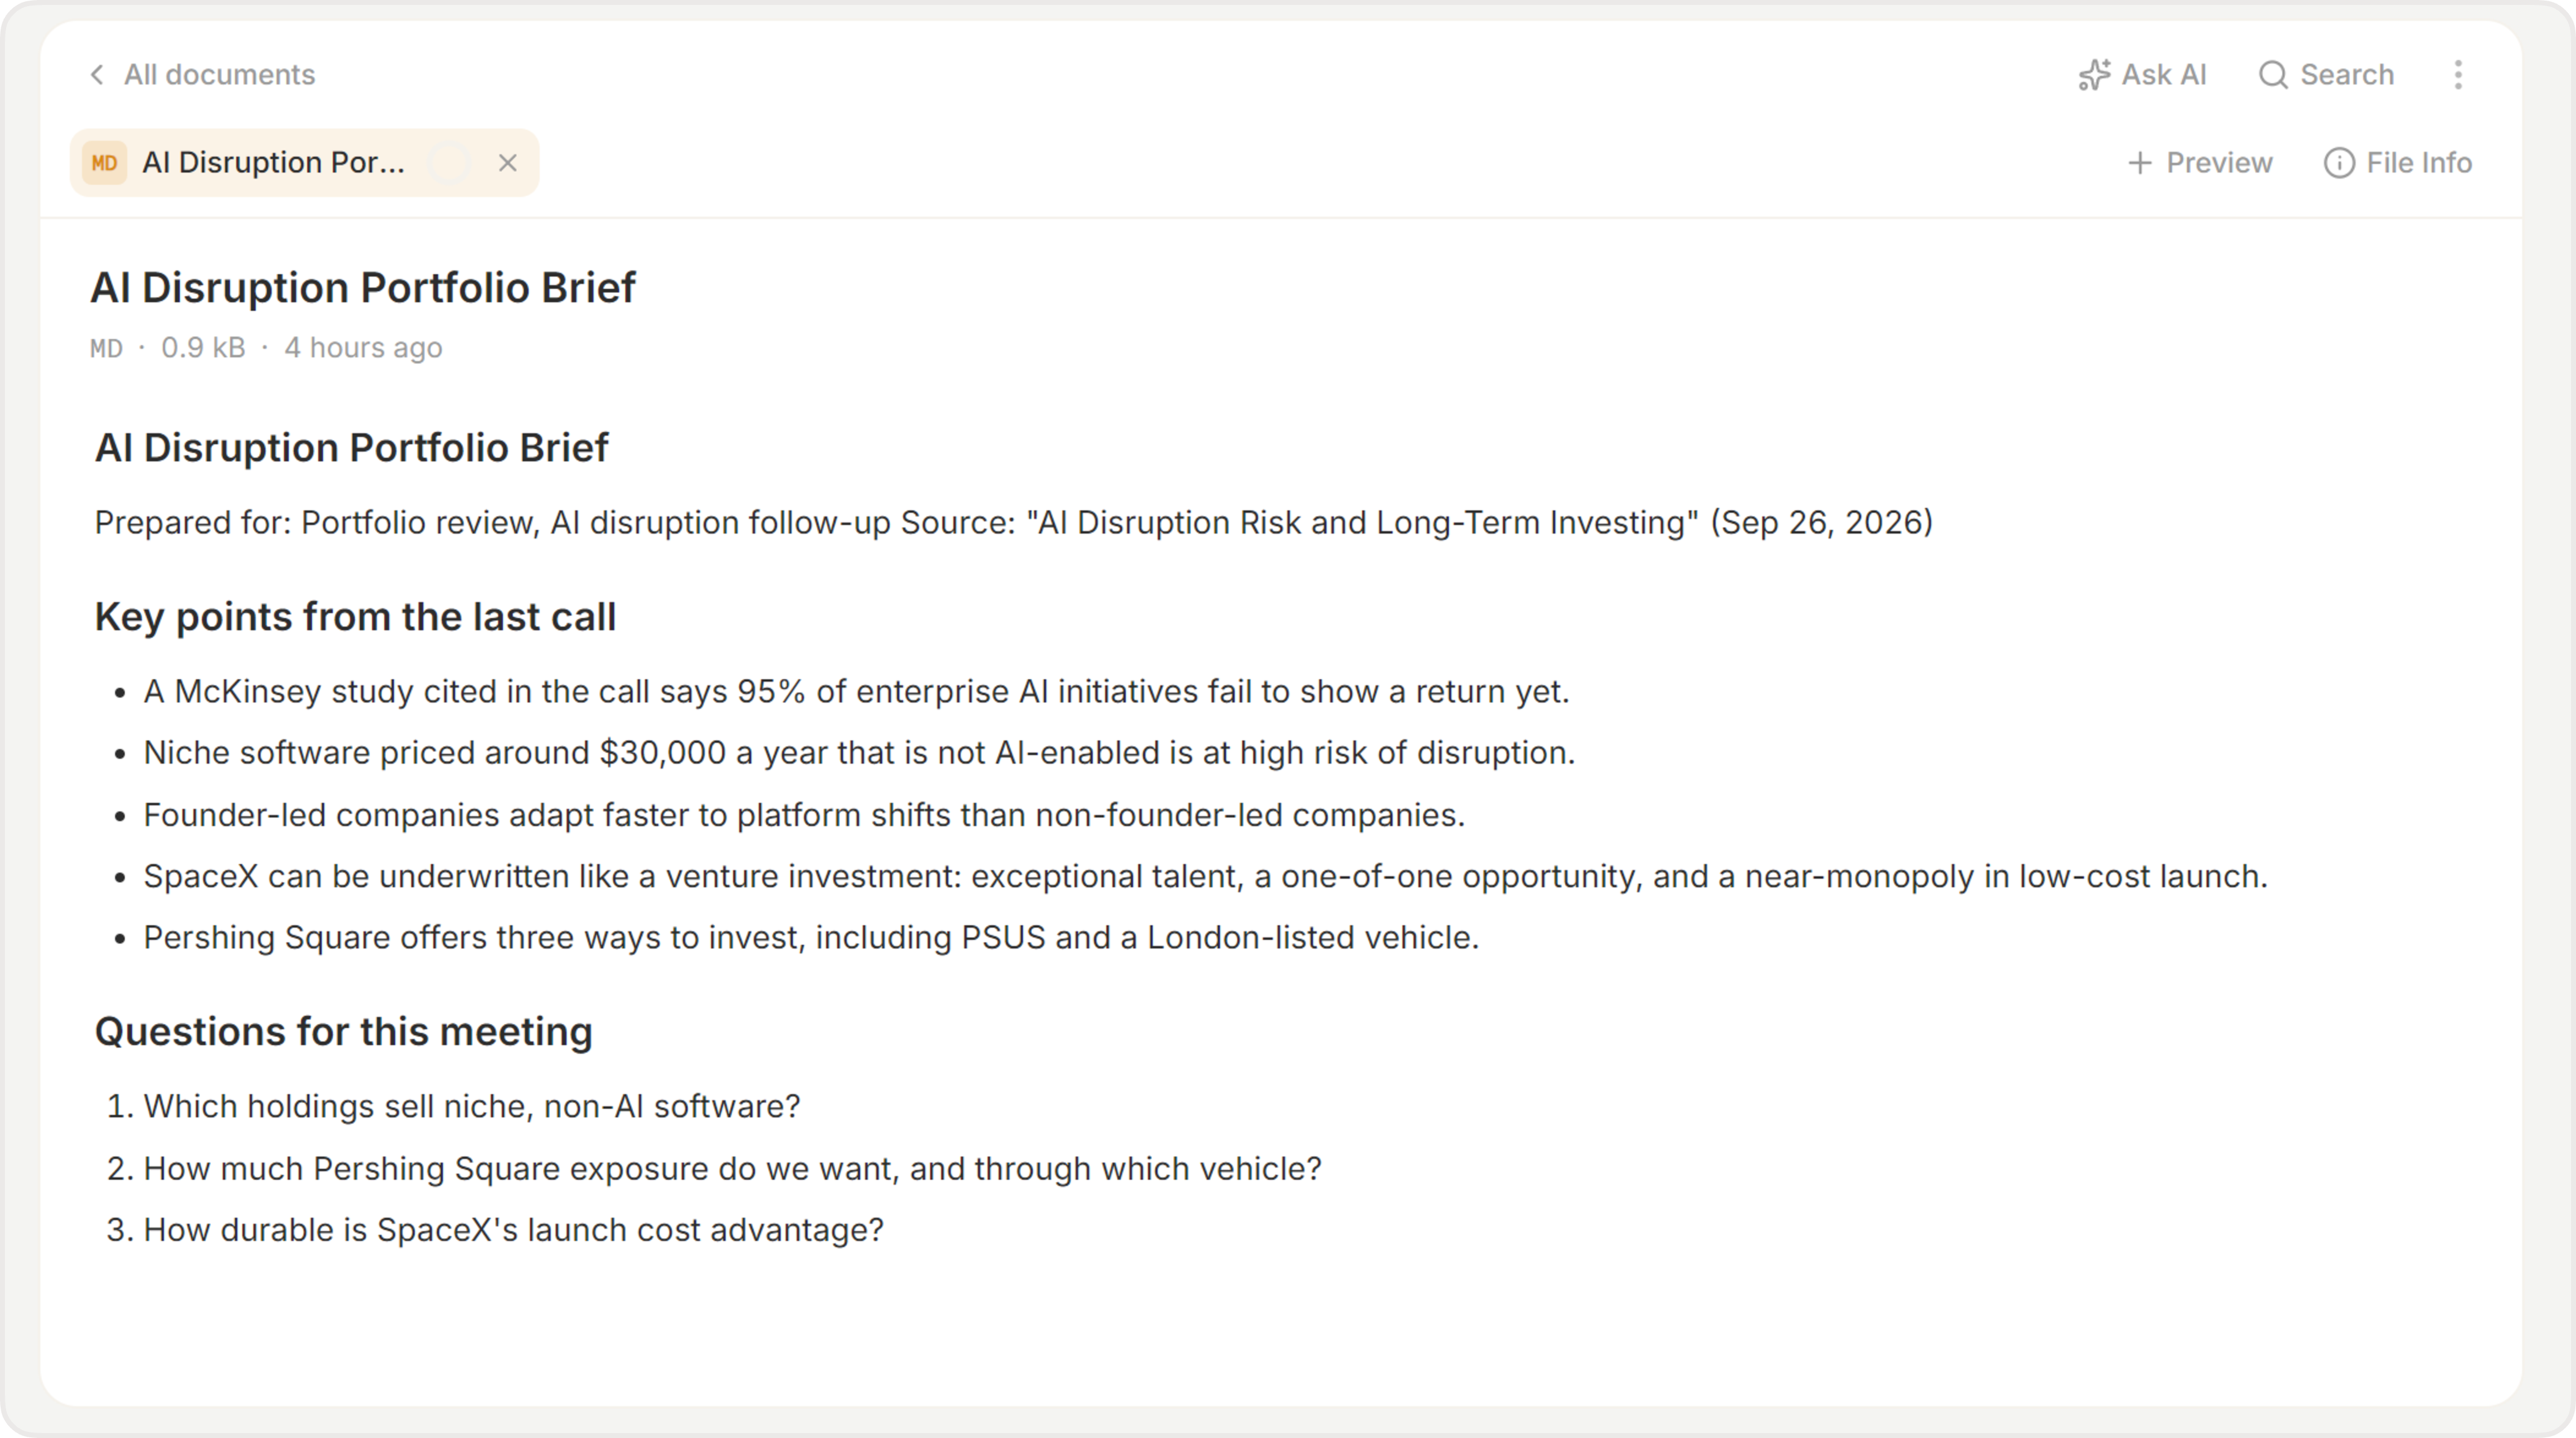 All documents
Ask AI
Search
MD AI Disruption Por...
Preview
File Info
AI Disruption Portfolio Brief
MD · 0.9 kB · 4 hours ago
AI Disruption Portfolio Brief
Prepared for: Portfolio review, AI disruption follow-up Source: "AI Disruption Risk and Long-Term Investing" (Sep 26, 2026)
Key points from the last call
• A McKinsey study cited in the call says 95% of enterprise AI initiatives fail to show a return yet.
• Niche software priced around $30,000 a year that is not AI-enabled is at high risk of disruption.
• Founder-led companies adapt faster to platform shifts than non-founder-led companies.
• SpaceX can be underwritten like a venture investment: exceptional talent, a one-of-one opportunity, and a near-monopoly in low-cost launch.
• Pershing Square offers three ways to invest, including PSUS and a London-listed vehicle.
Questions for this meeting
1. Which holdings sell niche, non-AI software?
2. How much Pershing Square exposure do we want, and through which vehicle?
3. How durable is SpaceX's launch cost advantage?